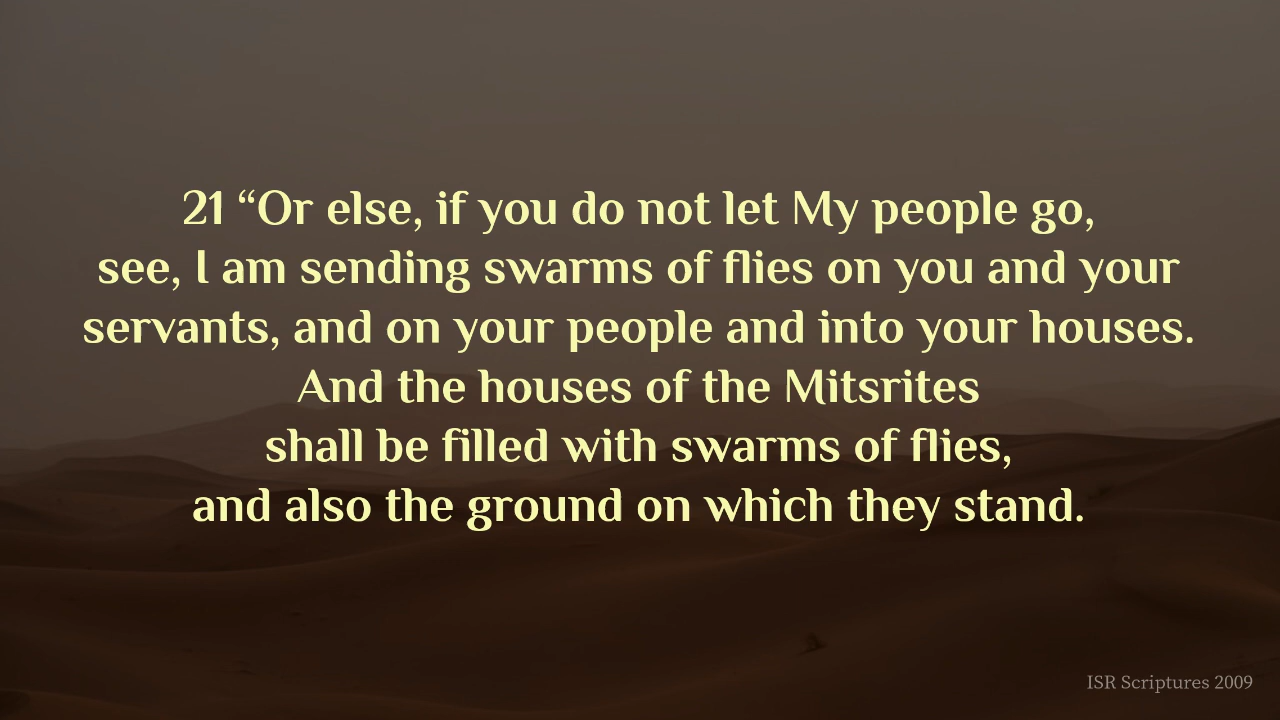 21 “Or else, if you do not let My people go,
see, I am sending swarms of flies on you and your
servants, and on your people and into your houses.
And the houses of the Mitsrites
shall be filled with swarms of flies,
and also the ground on which they stand.
ISR Scriptures 2009